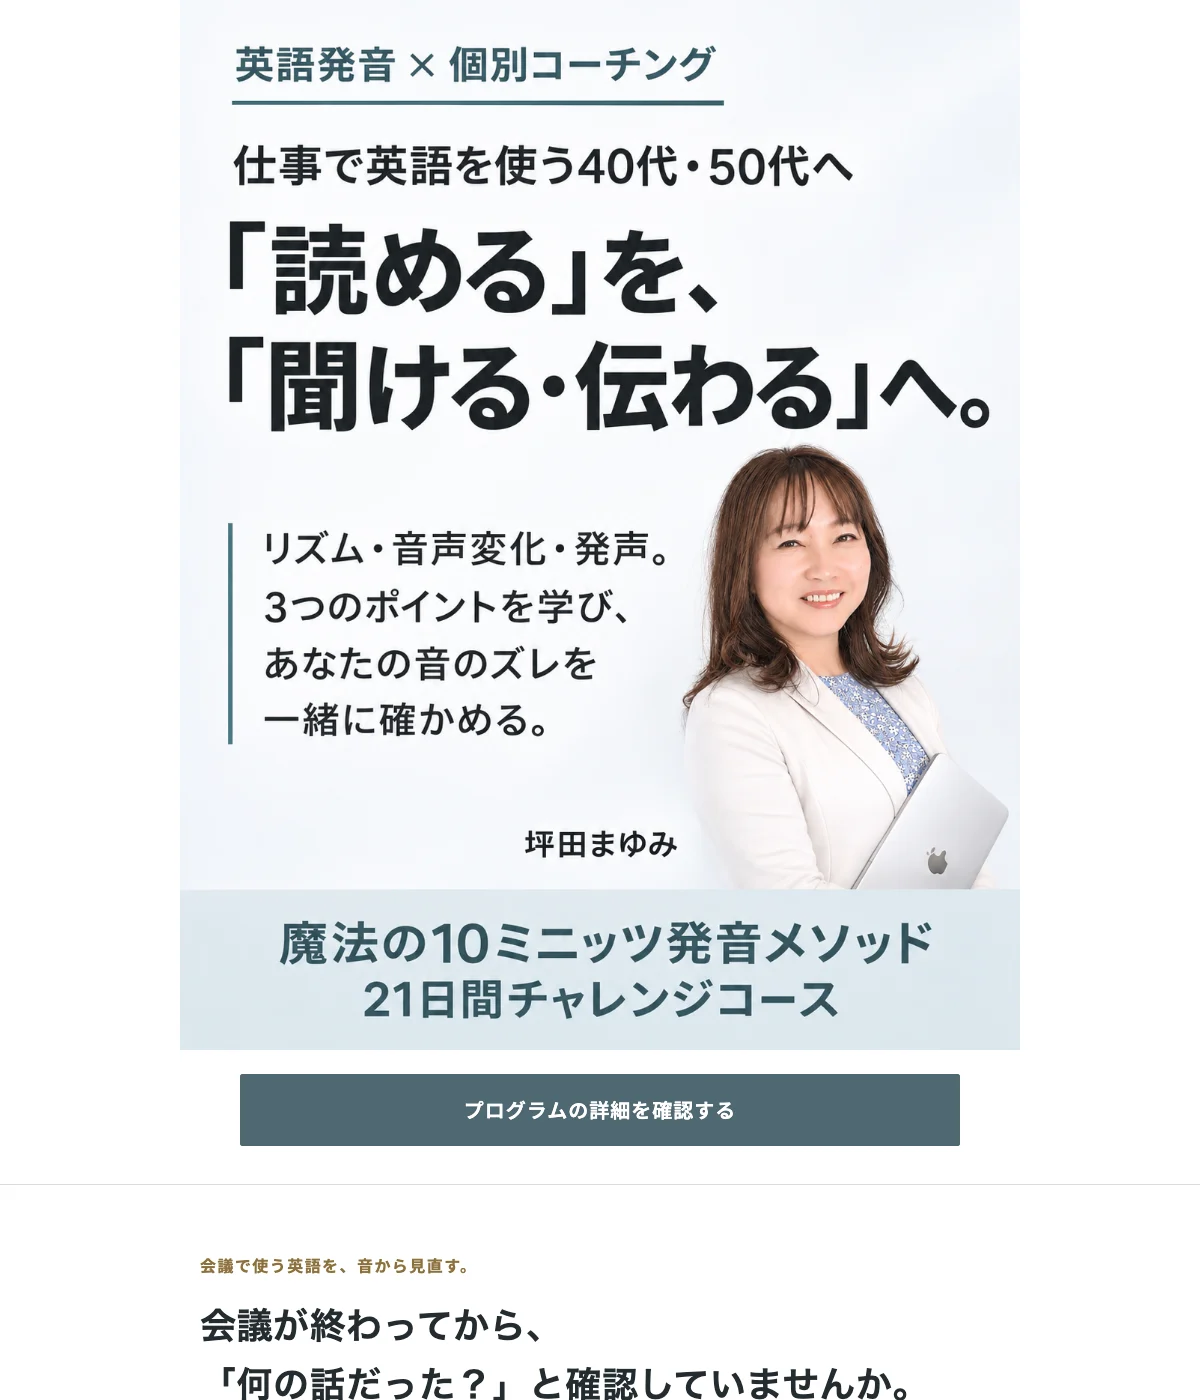 英語発音 × 個別コーチング
仕事で英語を使う40代・50代へ
「読める」を、
「聞ける・伝わる」へ。
リズム・音声変化・発声。
3つのポイントを学び、
あなたの音のズレを
一緒に確かめる。
坪田まゆみ
魔法の10ミニッツ発音メソッド
21日間チャレンジコース
プログラムの詳細を確認する
会議で使う英語を、音から見直す。
会議が終わってから、
「何の話だった？」と確認していませんか。